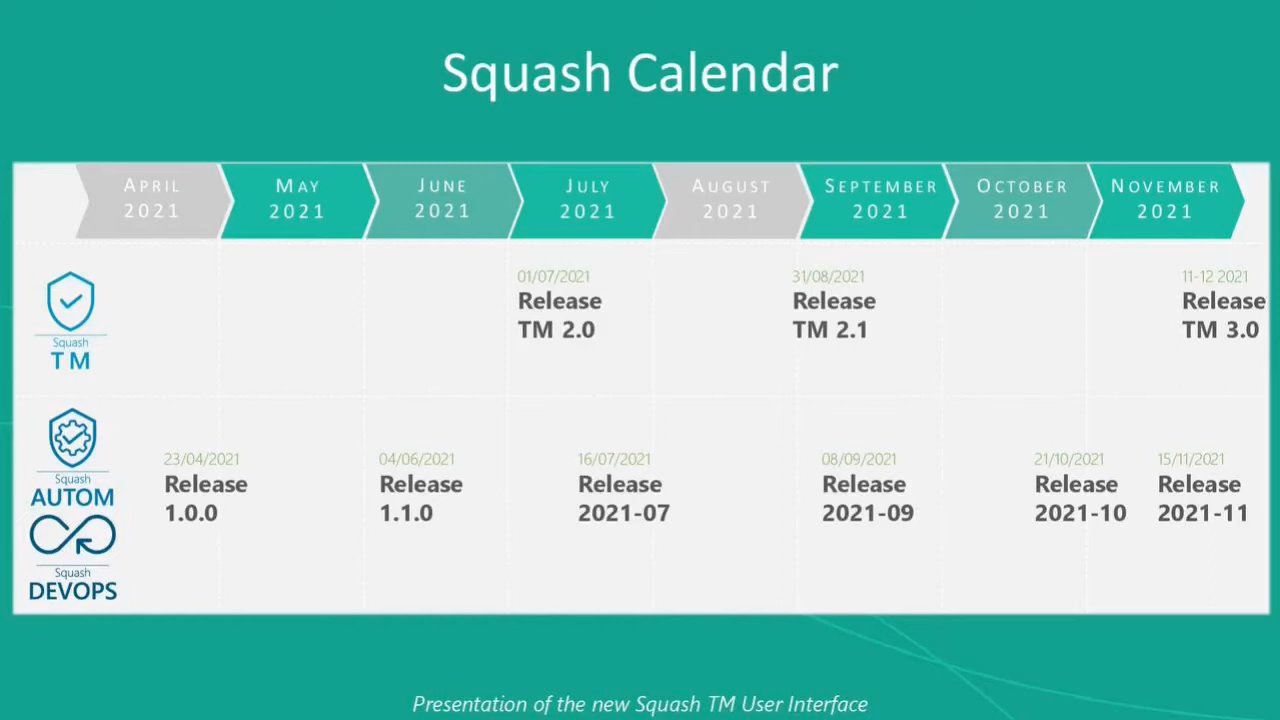 Squash Calendar
APRIL 2021
MAY 2021
JUNE 2021
JULY 2021
AUGUST 2021
SEPTEMBER 2021
OCTOBER 2021
NOVEMBER 2021
Squash
TM
01/07/2021
Release
TM 2.0
31/08/2021
Release
TM 2.1
11-12 2021
Release
TM 3.0
Squash
AUTOM
Squash
DEVOPS
23/04/2021
Release
1.0.0
04/06/2021
Release
1.1.0
16/07/2021
Release
2021-07
08/09/2021
Release
2021-09
21/10/2021
Release
2021-10
15/11/2021
Release
2021-11
Presentation of the new Squash TM User Interface